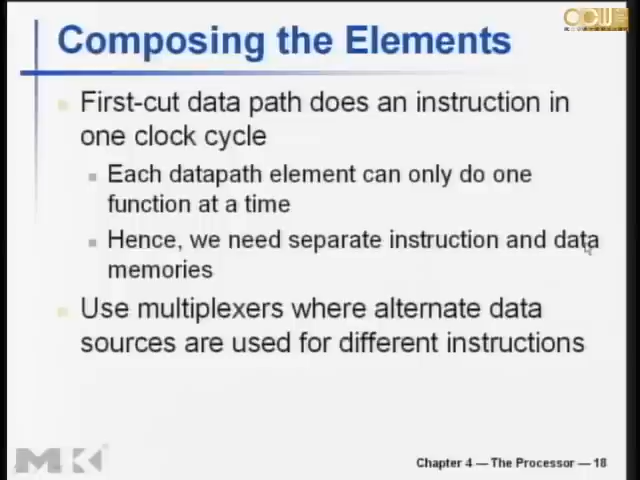 Composing the Elements
First-cut data path does an instruction in
one clock cycle
Each datapath element can only do one
function at a time
Hence, we need separate instruction and data
memories
Use multiplexers where alternate data
sources are used for different instructions
MK
Chapter 4 — The Processor — 18